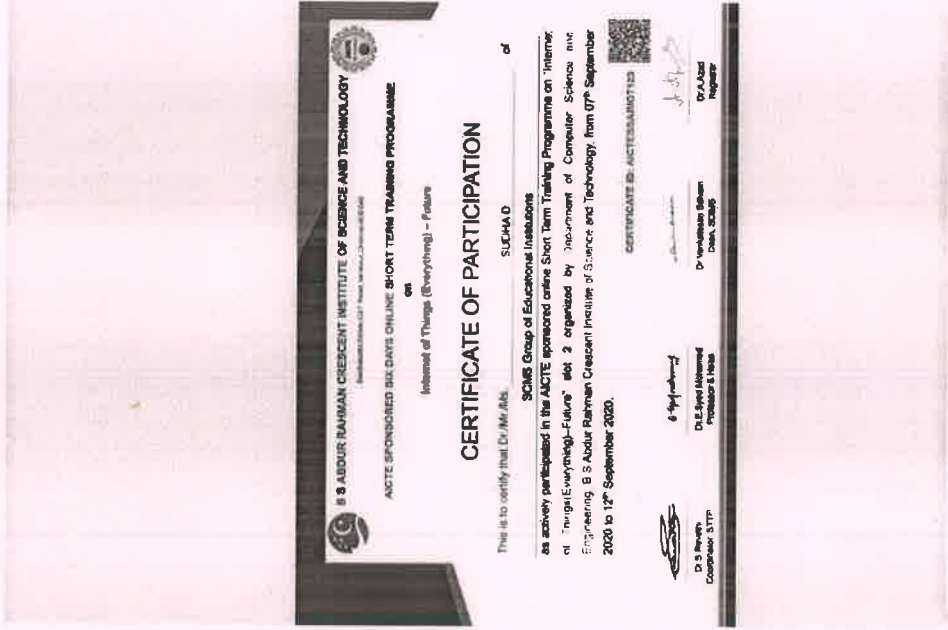 B S ABDUR RAHMAN CRESCENT INSTITUTE OF SCIENCE AND TECHNOLOGY
AICTE SPONSORED SIX DAYS ONLINE SHORT TERM TRAINING PROGRAMME
on
Internet of Things (Everything) – Future
CERTIFICATE OF PARTICIPATION
This is to certify that Dr./Mr./Ms. SUDHA D of
SCMS Group of Educational Institutions
as actively participated in the AICTE sponsored online Short Term Training Programme on "Internet
of Things(Everything)–Future" slot 2 organized by Department of Computer Science and
Engineering, B S Abdur Rahman Crescent Institute of Science and Technology, from 07th September
2020 to 12th September 2020.
CERTIFICATE ID:
Dr. S Revathi Dr.E.Syed Mohamed Dr Venkatesan Selvam Dr.A.Azad
Coordinator STTP Professor & Head Dean, SCIMS Registrar